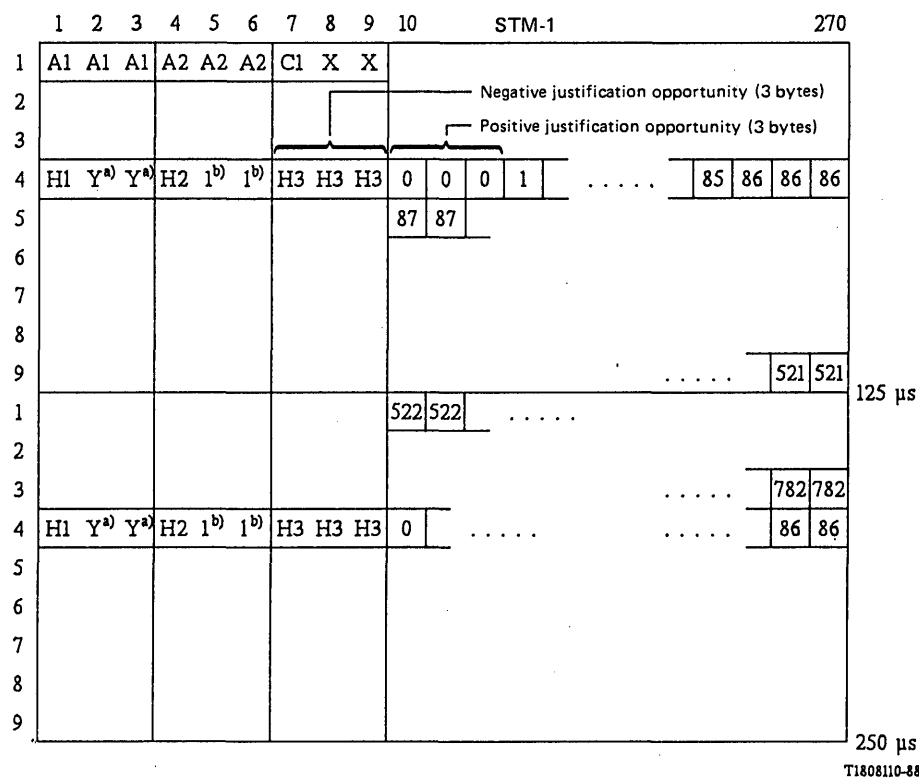 1 2 3 4 5 6 7 8 9 10 STM-1 270
1 A1 A1 A1 A2 A2 A2 C1 X X
2 Negative justification opportunity (3 bytes)
3 Positive justification opportunity (3 bytes)
4 H1 Yᵃ⁾ Yᵃ⁾ H2 1ᵇ⁾ 1ᵇ⁾ H3 H3 H3 0 0 0 1 ..... 85 86 86 86
5 87 87
6
7
8
9 ..... 521 521
125 µs
1 522 522 .....
2
3 ..... 782 782
4 H1 Yᵃ⁾ Yᵃ⁾ H2 1ᵇ⁾ 1ᵇ⁾ H3 H3 H3 0 ..... ..... 86 86
5
6
7
8
9
250 µs
T1808110-88